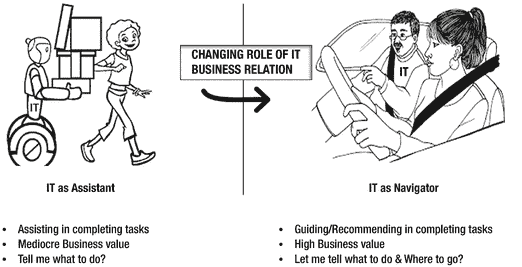 CHANGING ROLE OF IT
BUSINESS RELATION
IT
IT
IT as Assistant
IT as Navigator
• Assisting in completing tasks
• Mediocre Business value
• Tell me what to do?
• Guiding/Recommending in completing tasks
• High Business value
• Let me tell what to do & Where to go?